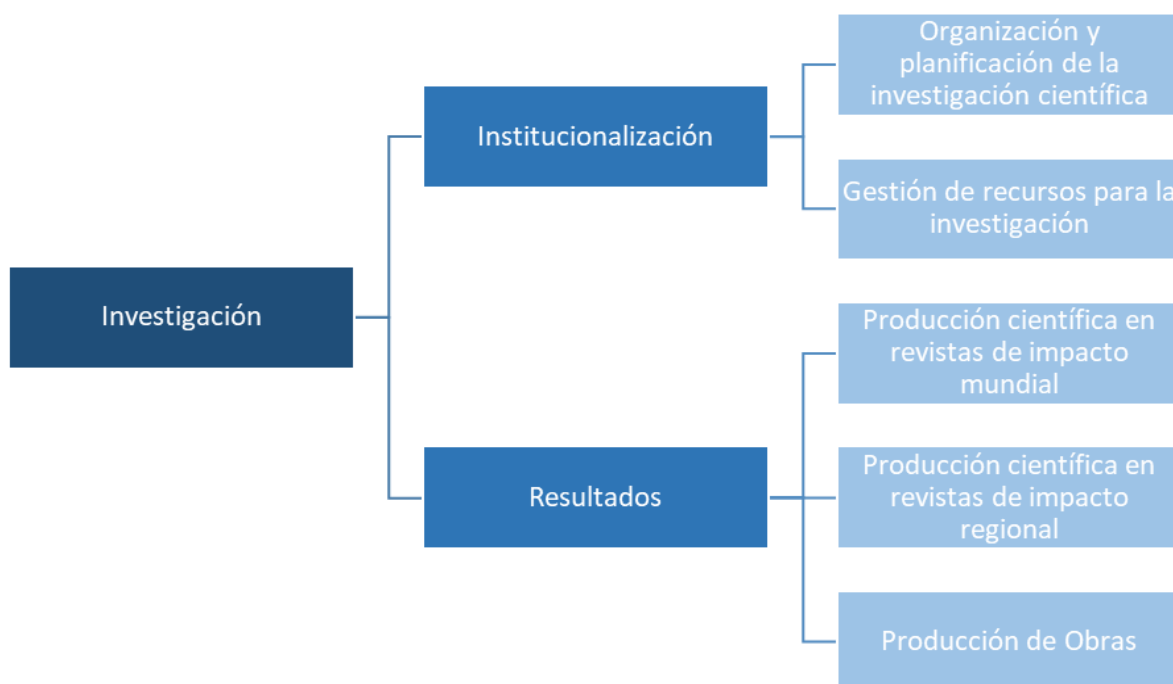 Organización y
planificación de la
investigación científica
Institucionalización
Gestión de recursos para la
investigación
Investigación
Producción científica en
revistas de impacto
mundial
Resultados
Producción científica en
revistas de impacto
regional
Producción de Obras